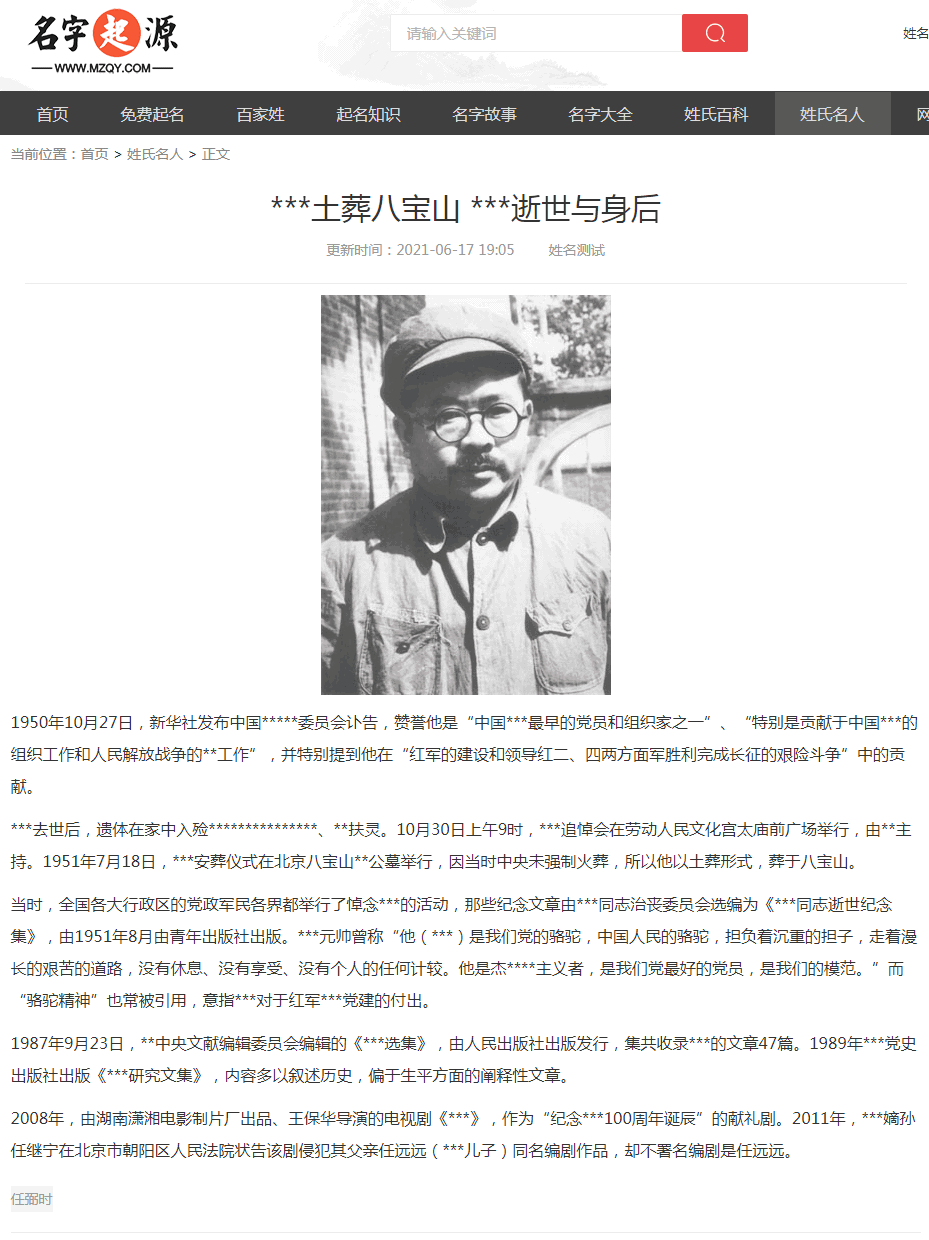 名字起源
WWW.MZQY.COM
请输入关键词
姓名
首页 免费起名 百家姓 起名知识 名字故事 名字大全 姓氏百科 姓氏名人 网
当前位置：首页 > 姓氏名人 > 正文
***土葬八宝山 ***逝世与身后
更新时间：2021-06-17 19:05 姓名测试
1950年10月27日，新华社发布中国*****委员会讣告，赞誉他是“中国***最早的党员和组织家之一”、“特别是贡献于中国***的
组织工作和人民解放战争的**工作”，并特别提到他在“红军的建设和领导红二、四两方面军胜利完成长征的艰险斗争”中的贡
献。
***去世后，遗体在家中入殓***************、**扶灵。10月30日上午9时，***追悼会在劳动人民文化宫太庙前广场举行，由**主
持。1951年7月18日，***安葬仪式在北京八宝山**公墓举行，因当时中央未强制火葬，所以他以土葬形式，葬于八宝山。
当时，全国各大行政区的党政军民各界都举行了悼念***的活动，那些纪念文章由***同志治丧委员会选编为《***同志逝世纪念
集》，由1951年8月由青年出版社出版。***元帅曾称“他（***）是我们党的骆驼，中国人民的骆驼，担负着沉重的担子，走着漫
长的艰苦的道路，没有休息、没有享受、没有个人的任何计较。他是杰****主义者，是我们党最好的党员，是我们的模范。”而
“骆驼精神”也常被引用，意指***对于红军***党建的付出。
1987年9月23日，**中央文献编辑委员会编辑的《***选集》，由人民出版社出版发行，集共收录***的文章47篇。1989年***党史
出版社出版《***研究文集》，内容多以叙述历史，偏于生平方面的阐释性文章。
2008年，由湖南潇湘电影制片厂出品、王保华导演的电视剧《***》，作为“纪念***100周年诞辰”的献礼剧。2011年，***嫡孙
任继宁在北京市朝阳区人民法院状告该剧侵犯其父亲任远远（***儿子）同名编剧作品，却不署名编剧是任远远。
任弼时